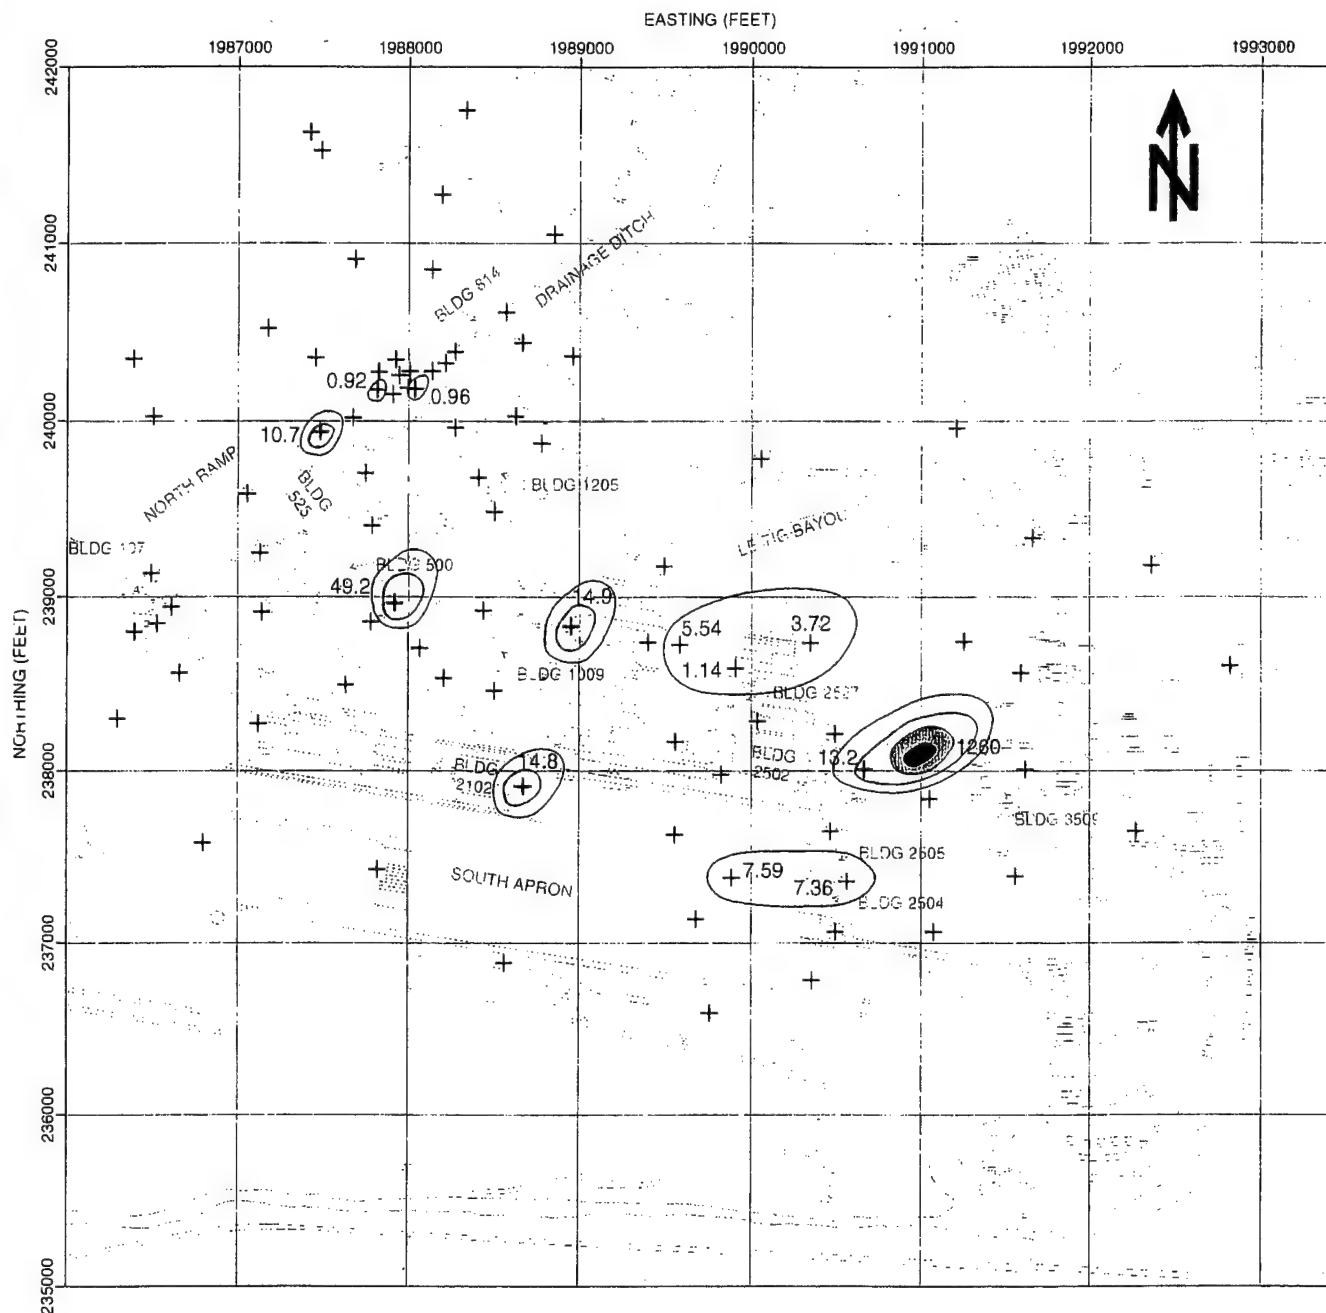 EASTING (FEET)
1987000 1988000 1989000 1990000 1991000 1992000 1993000
242000
N
241000
DRAINAGE DITCH
BLDG 814
0.92
0.96
240000
10.7
NORTH RAMP
BLDG
525
BLDG 1205
BLDG
BLDG 500
49.2
239000
14.9
5.54
3.72
1.14
NORTHING (FEET)
BLDG 1009
BLDG 2527
13.2
1260
BLDG
2502
238000
14.8
BLDG
2102
BLDG 3509
BLDG 2505
7.59
7.36
SOUTH APRON
BLDG 2504
237000
236000
235000